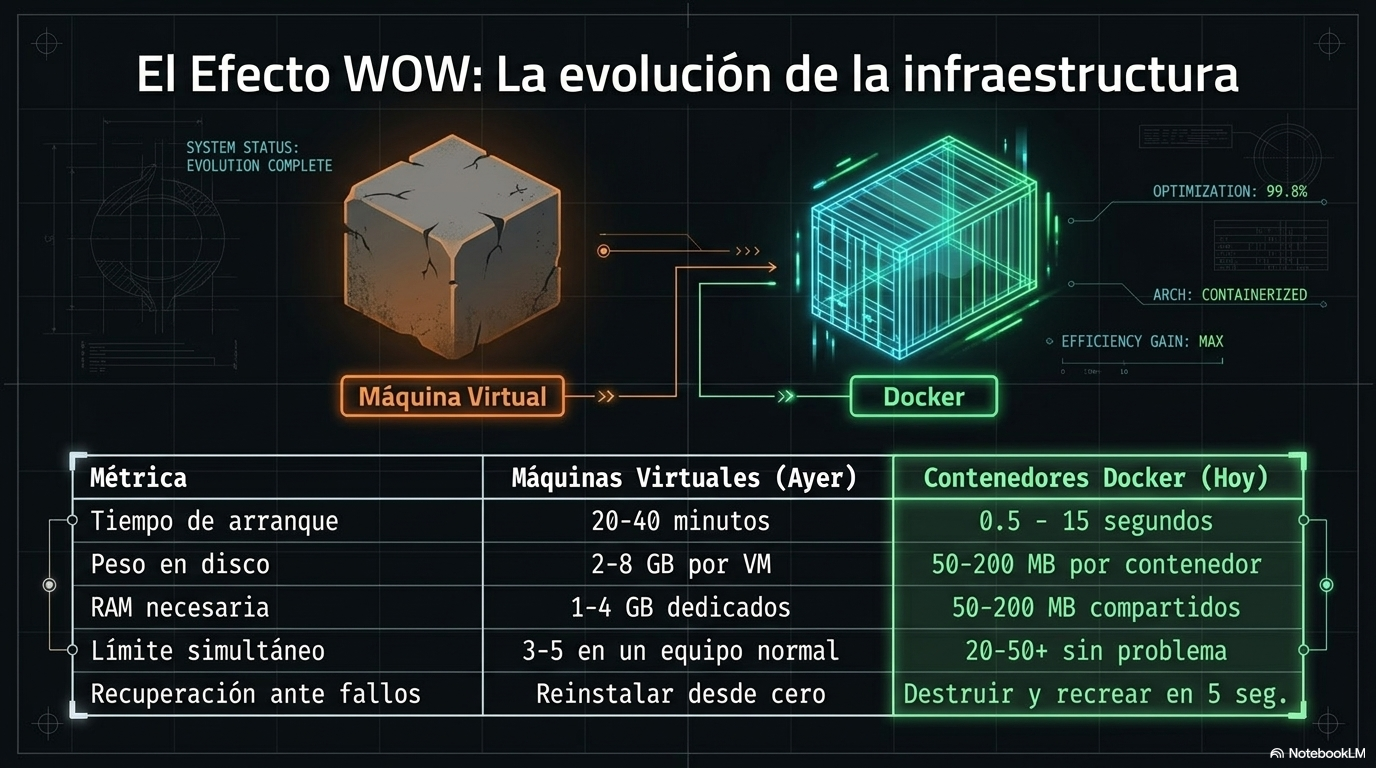 El Efecto WOW: La evolución de la infraestructura
SYSTEM STATUS:
EVOLUTION COMPLETE
OPTIMIZATION: 99.8%
ARCH: CONTAINERIZED
EFFICIENCY GAIN: MAX
Máquina Virtual
Docker
Métrica
Máquinas Virtuales (Ayer)
Contenedores Docker (Hoy)
Tiempo de arranque
20-40 minutos
0.5 - 15 segundos
Peso en disco
2-8 GB por VM
50-200 MB por contenedor
RAM necesaria
1-4 GB dedicados
50-200 MB compartidos
Límite simultáneo
3-5 en un equipo normal
20-50+ sin problema
Recuperación ante fallos
Reinstalar desde cero
Destruir y recrear en 5 seg.
NotebookLM